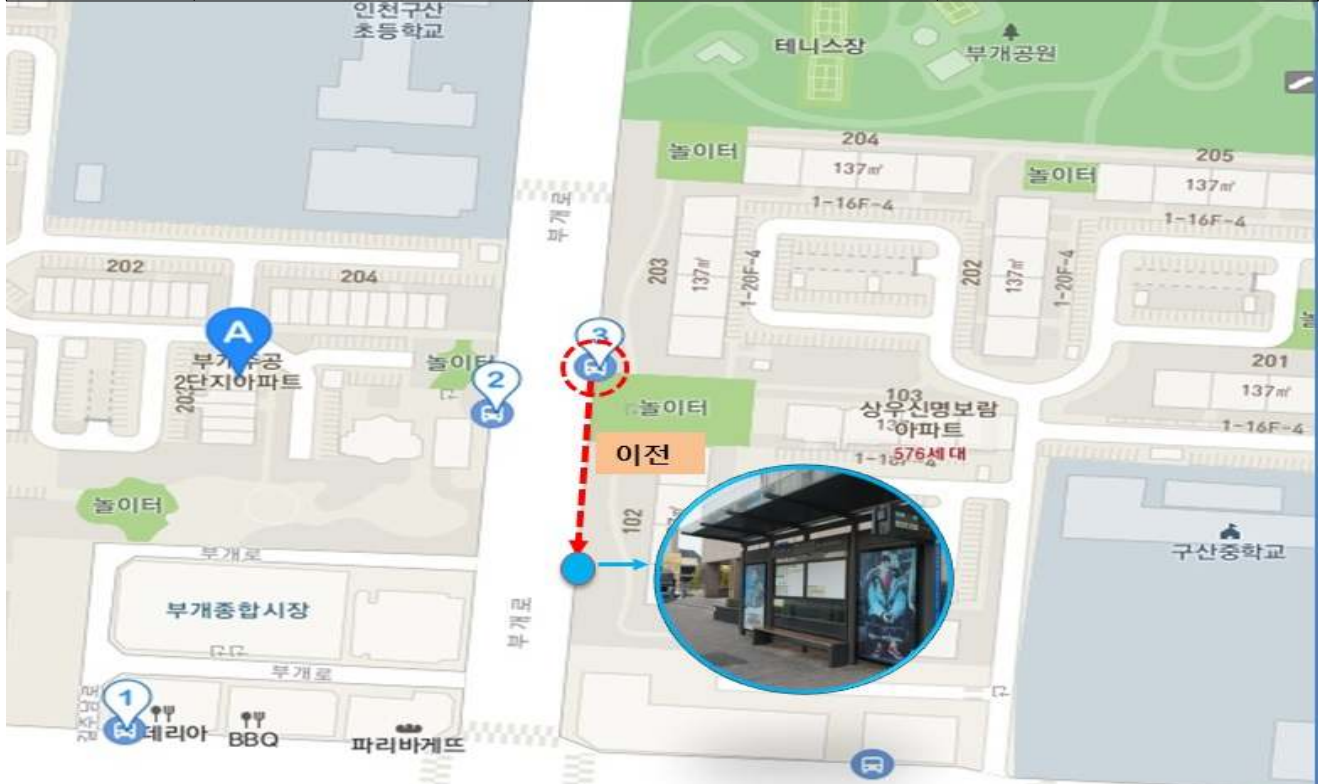 인천구산
초등학교
테니스장
부개공원
놀이터
204
137㎡
1-16F-4
놀이터
205
137㎡
1-16F-4
부개로
202
204
203
137㎡
1-20F-4
202
137㎡
1-20F-4
A
부개주공
2단지아파트
203
놀이터
2
3
놀이터
이전
103
상우신명보람
아파트
576세대
201
137㎡
1-16F-4
놀이터
102
구산중학교
부개로
부개종합시장
부개로
부개로
1
데리아
BBQ
파리바게뜨